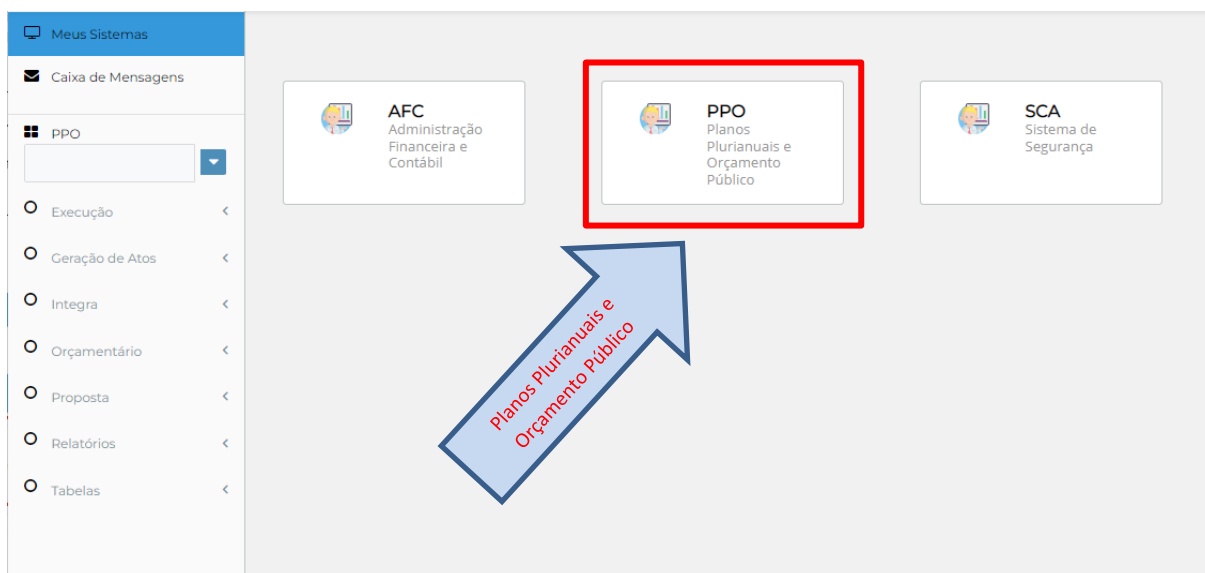 Meus Sistemas
Caixa de Mensagens
PPO
Execução
Geração de Atos
Integra
Orçamentário
Proposta
Relatórios
Tabelas
AFC
Administração
Financeira e
Contábil
PPO
Planos
Plurianuais e
Orçamento
Público
SCA
Sistema de
Segurança
Planos Plurianuais e
Orçamento Público